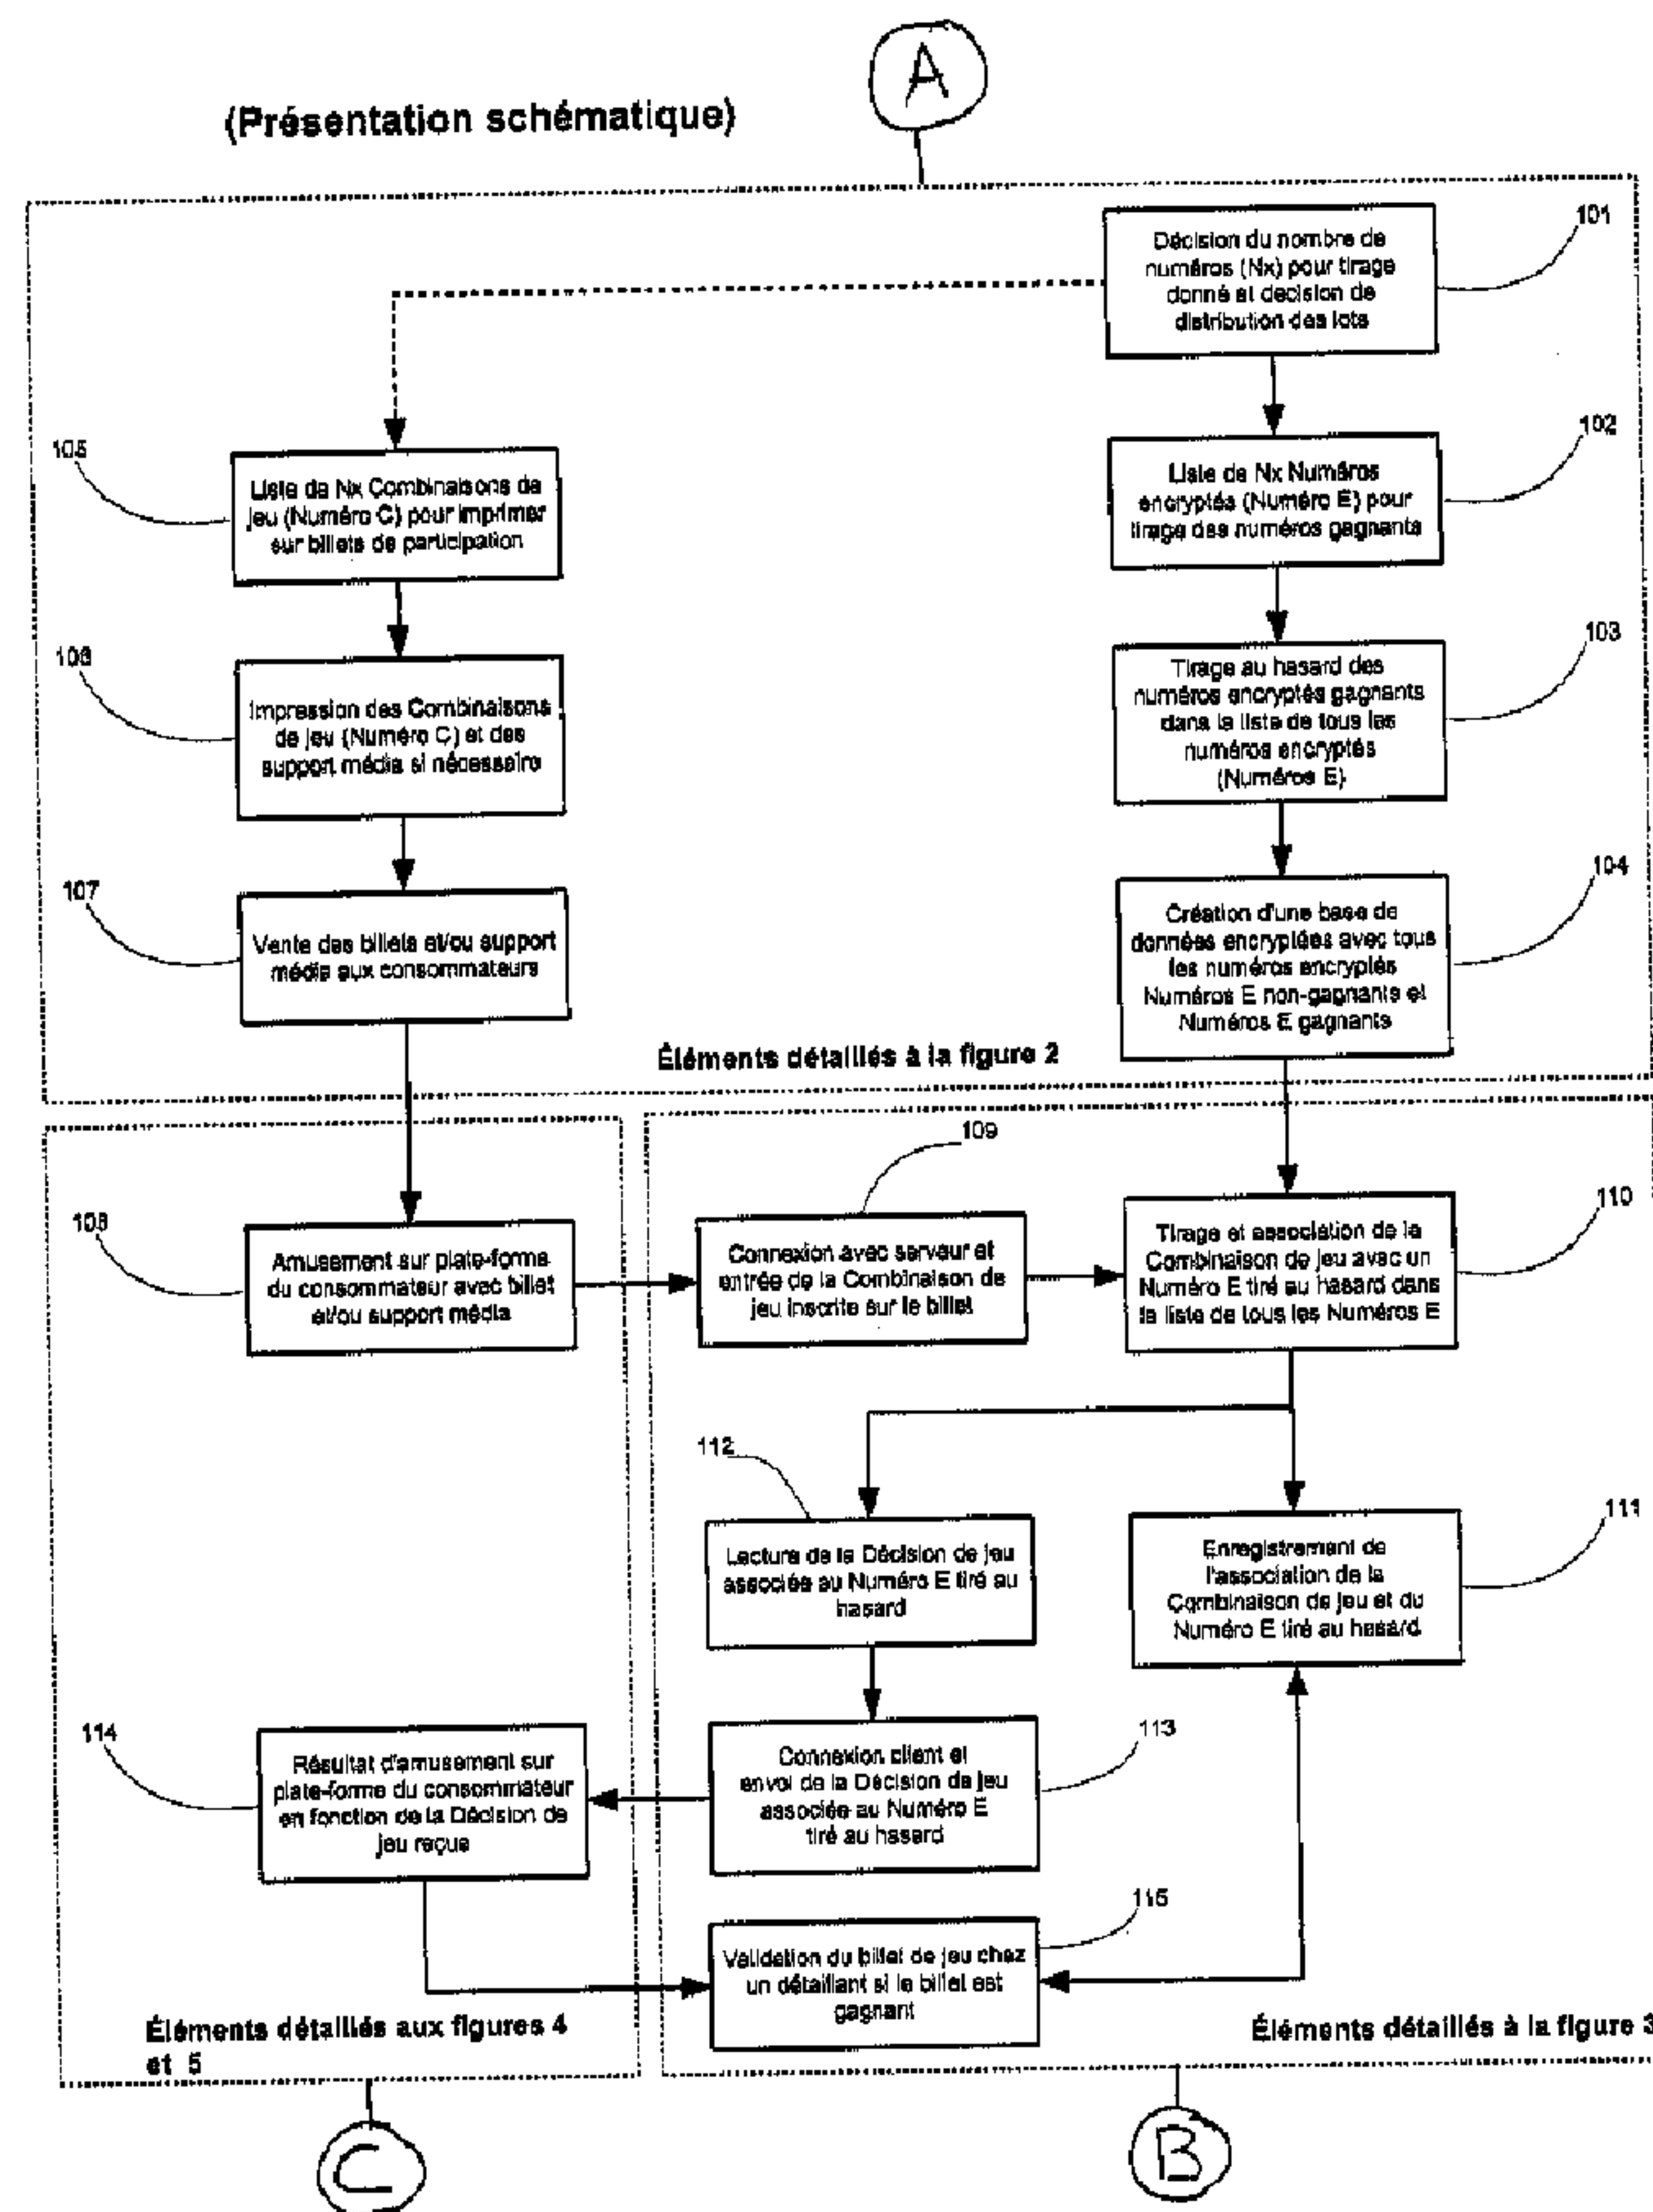 A
(Présentation schématique)
101
Décision du nombre de
numéros (Nx) pour tirage
donné et decision de
distribution des lots
102
Liste de Nx Numéros
encryptés (Numéro E) pour
tirage des numéros gagnants
103
Tirage au hasard des
numéros encryptés gagnants
dans la liste de tous les
numéros encryptés
(Numéros E)
104
Création d'une base de
données encryptées avec tous
les numéros encryptés
Numéros E non-gagnants et
Numéros E gagnants
105
Liste de Nx Combinaisons de
jeu (Numéro C) pour imprimer
sur billets de participation
106
Impression des Combinaisons
de jeu (Numéro C) et des
support média si nécessaire
107
Vente des billets et/ou support
média aux consommateurs
Éléments détaillés à la figure 2
108
Amusement sur plate-forme
du consommateur avec billet
et/ou support média
109
Connexion avec serveur et
entrée de la Combinaison de
jeu inscrite sur le billet
110
Tirage et association de la
Combinaison de jeu avec un
Numéro E tiré au hasard dans
la liste de tous les Numéros E
112
Lecture de la Décision de jeu
associée au Numéro E tiré au
hasard
111
Enregistrement de
l'association de la
Combinaison de jeu et du
Numéro E tiré au hasard
113
Connexion client et
envoi de la Décision de jeu
associée au Numéro E
tiré au hasard
114
Résultat d'amusement sur
plate-forme du consommateur
en fonction de la Décision de
jeu reçue
115
Validation du billet de jeu chez
un détaillant si le billet est
gagnant
Éléments détaillés aux figures 4
et 5
Éléments détaillés à la figure 3
C
B